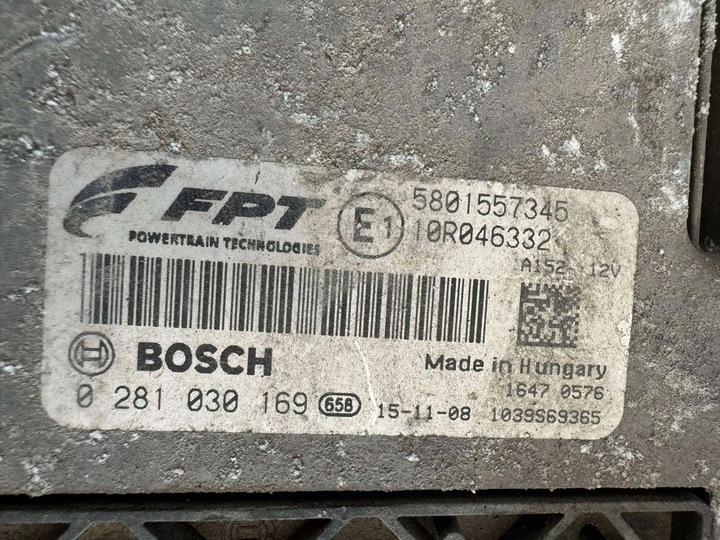 FPT
POWERTRAIN TECHNOLOGIES
E1
5801557345
10R046332
A152 12V
BOSCH
Made in Hungary
1647 0576
0 281 030 169 658 15-11-08 1039S69365